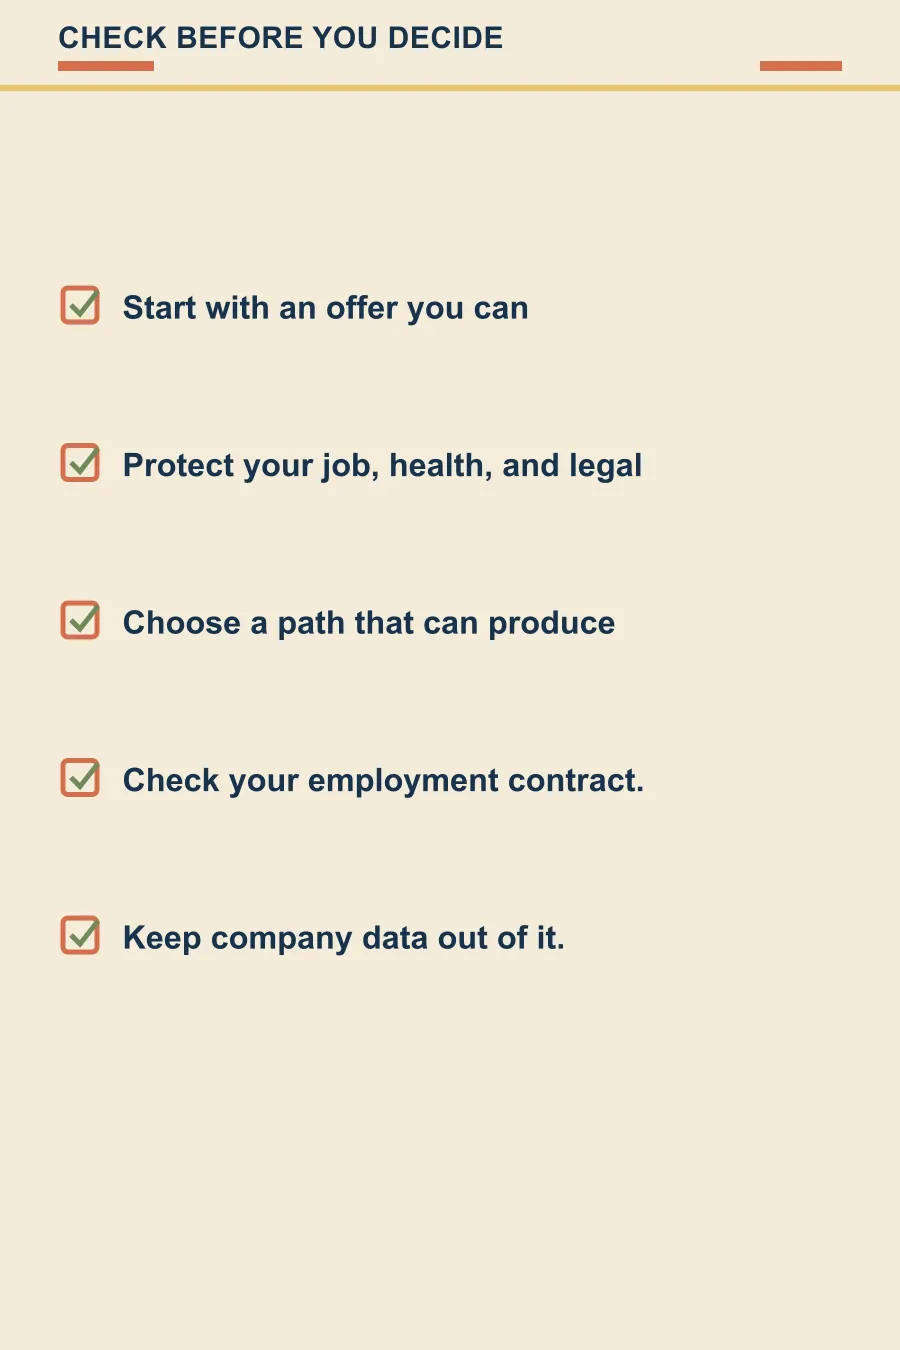 CHECK BEFORE YOU DECIDE
Start with an offer you can
Protect your job, health, and legal
Choose a path that can produce
Check your employment contract.
Keep company data out of it.